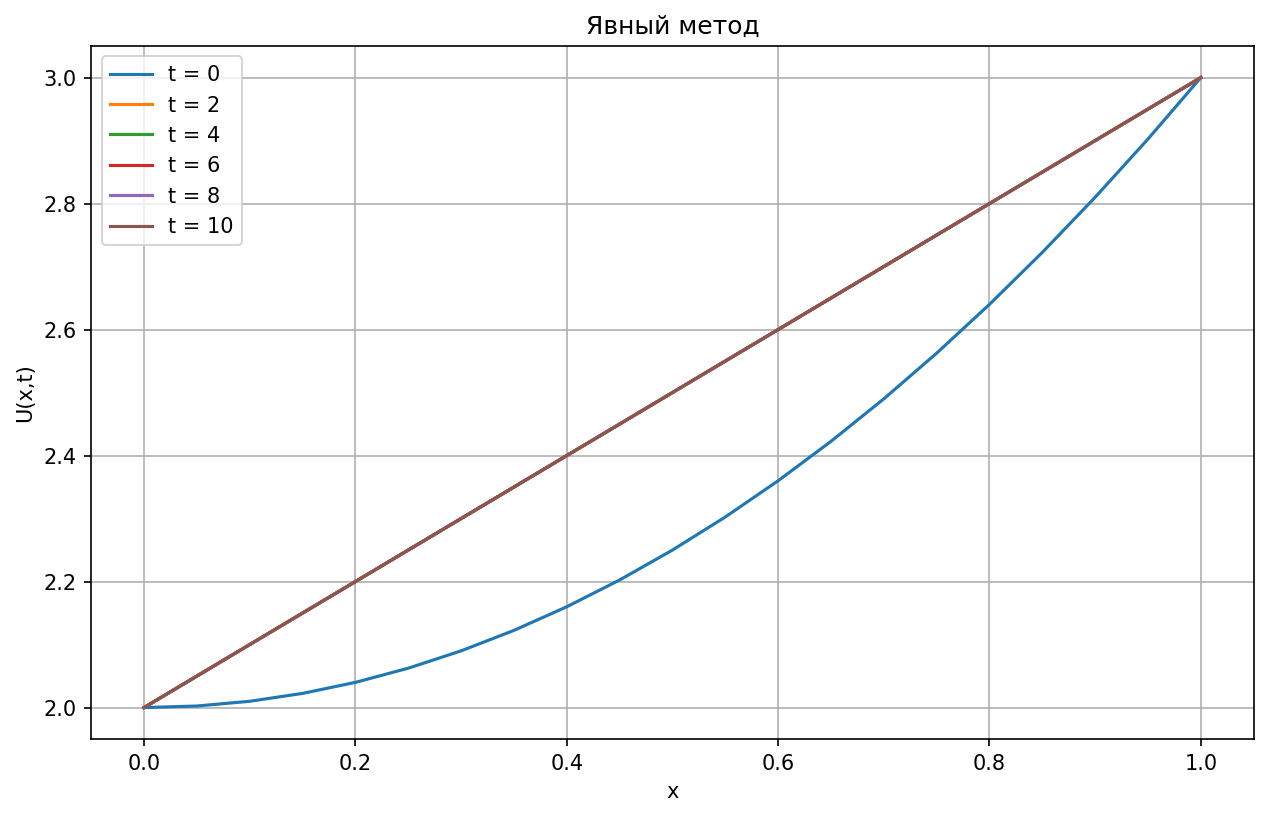 Явный метод
t = 0
t = 2
t = 4
t = 6
t = 8
t = 10
3.0
2.8
2.6
2.4
2.2
2.0
U(x,t)
0.0 0.2 0.4 0.6 0.8 1.0
x